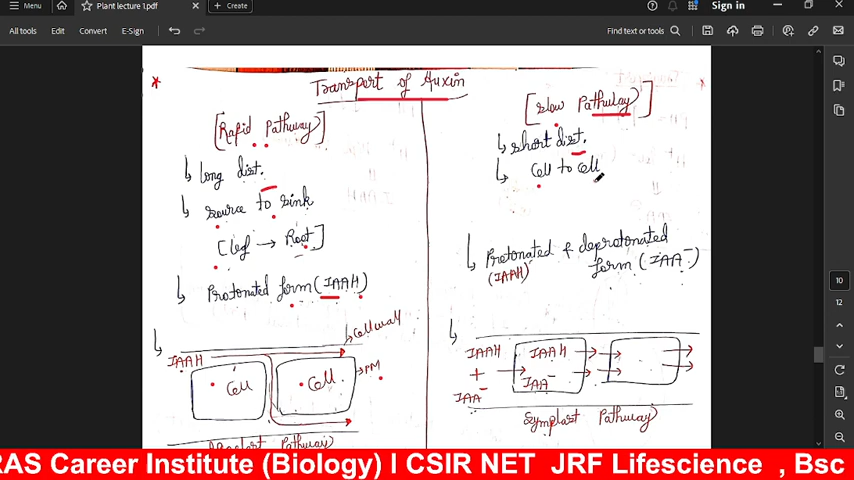 Menu
Plant lecture 1.pdf
Create
Sign in
All tools
Edit
Convert
E-Sign
Find text or tools
Transport of Auxin
[Rapid Pathway]
long dist.
source to sink
[leaf → Root]
Protonated form (IAAH)
cell wall
IAAH
Cell
Cell
PM
Apoplast Pathway
[slow Pathway]
short dist.
Cell to Cell
Protonated & deprotonated
(IAAH)
form (IAA⁻)
IAAH
+
IAA⁻
IAAH
IAA⁻
Symplast Pathway
10
12
RAS Career Institute (Biology) I CSIR NET JRF Lifescience , Bsc